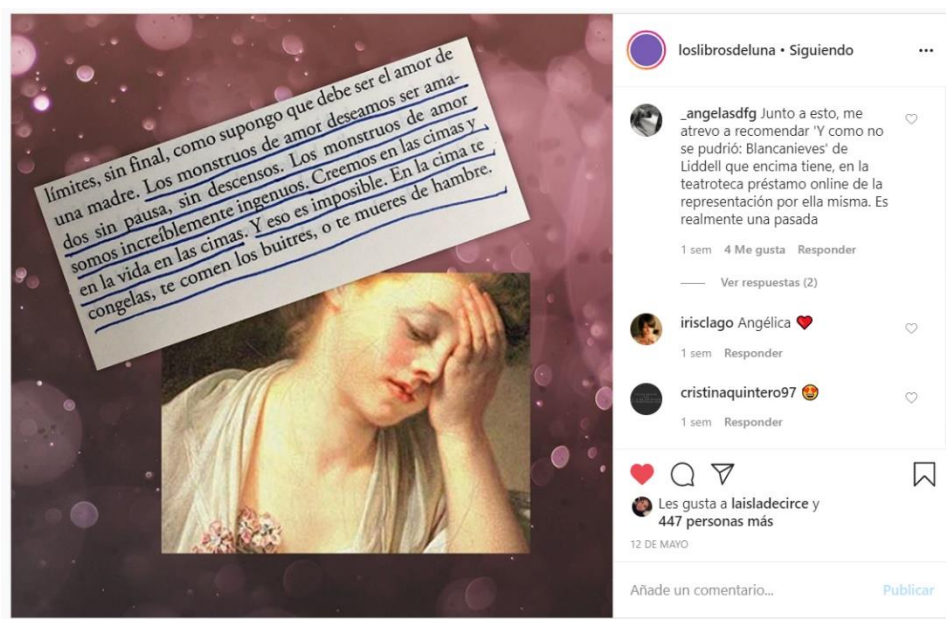 límites, sin final, como supongo que debe ser el amor de
una madre. Los monstruos de amor deseamos ser ama-
dos sin pausa, sin descensos. Los monstruos de amor
somos increíblemente ingenuos. Creemos en las cimas y
en la vida en las cimas. Y eso es imposible. En la cima te
congelas, te comen los buitres, o te mueres de hambre.
loslibrosdeluna • Siguiendo
_angelasdfg Junto a esto, me
atrevo a recomendar 'Y como no
se pudrió: Blancanieves' de
Liddell que encima tiene, en la
teatroteca préstamo online de la
representación por ella misma. Es
realmente una pasada
1 sem 4 Me gusta Responder
Ver respuestas (2)
irisclago Angélica ❤
1 sem Responder
cristinaquintero97 😍
1 sem Responder
Les gusta a laisladecirce y
447 personas más
12 DE MAYO
Añade un comentario... Publicar